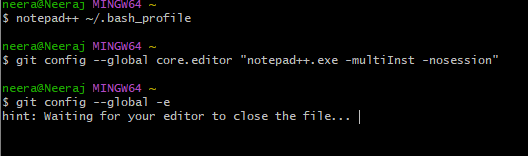 neera@Neeraj MINGW64 ~
$ notepad++ ~/.bash_profile
neera@Neeraj MINGW64 ~
$ git config --global core.editor "notepad++.exe -multiInst -nosession"
neera@Neeraj MINGW64 ~
$ git config --global -e
hint: Waiting for your editor to close the file...